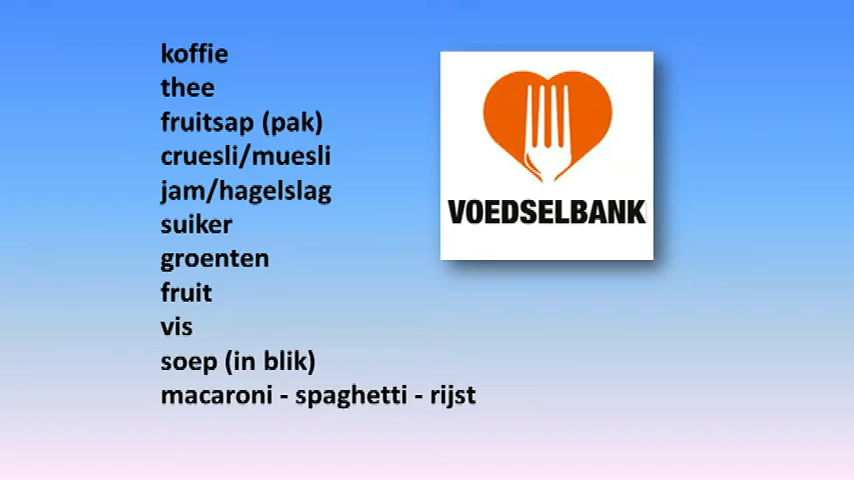 koffie
thee
fruitsap (pak)
cruesli/muesli
jam/hagelslag
suiker
groenten
fruit
vis
soep (in blik)
macaroni - spaghetti - rijst
VOEDSELBANK